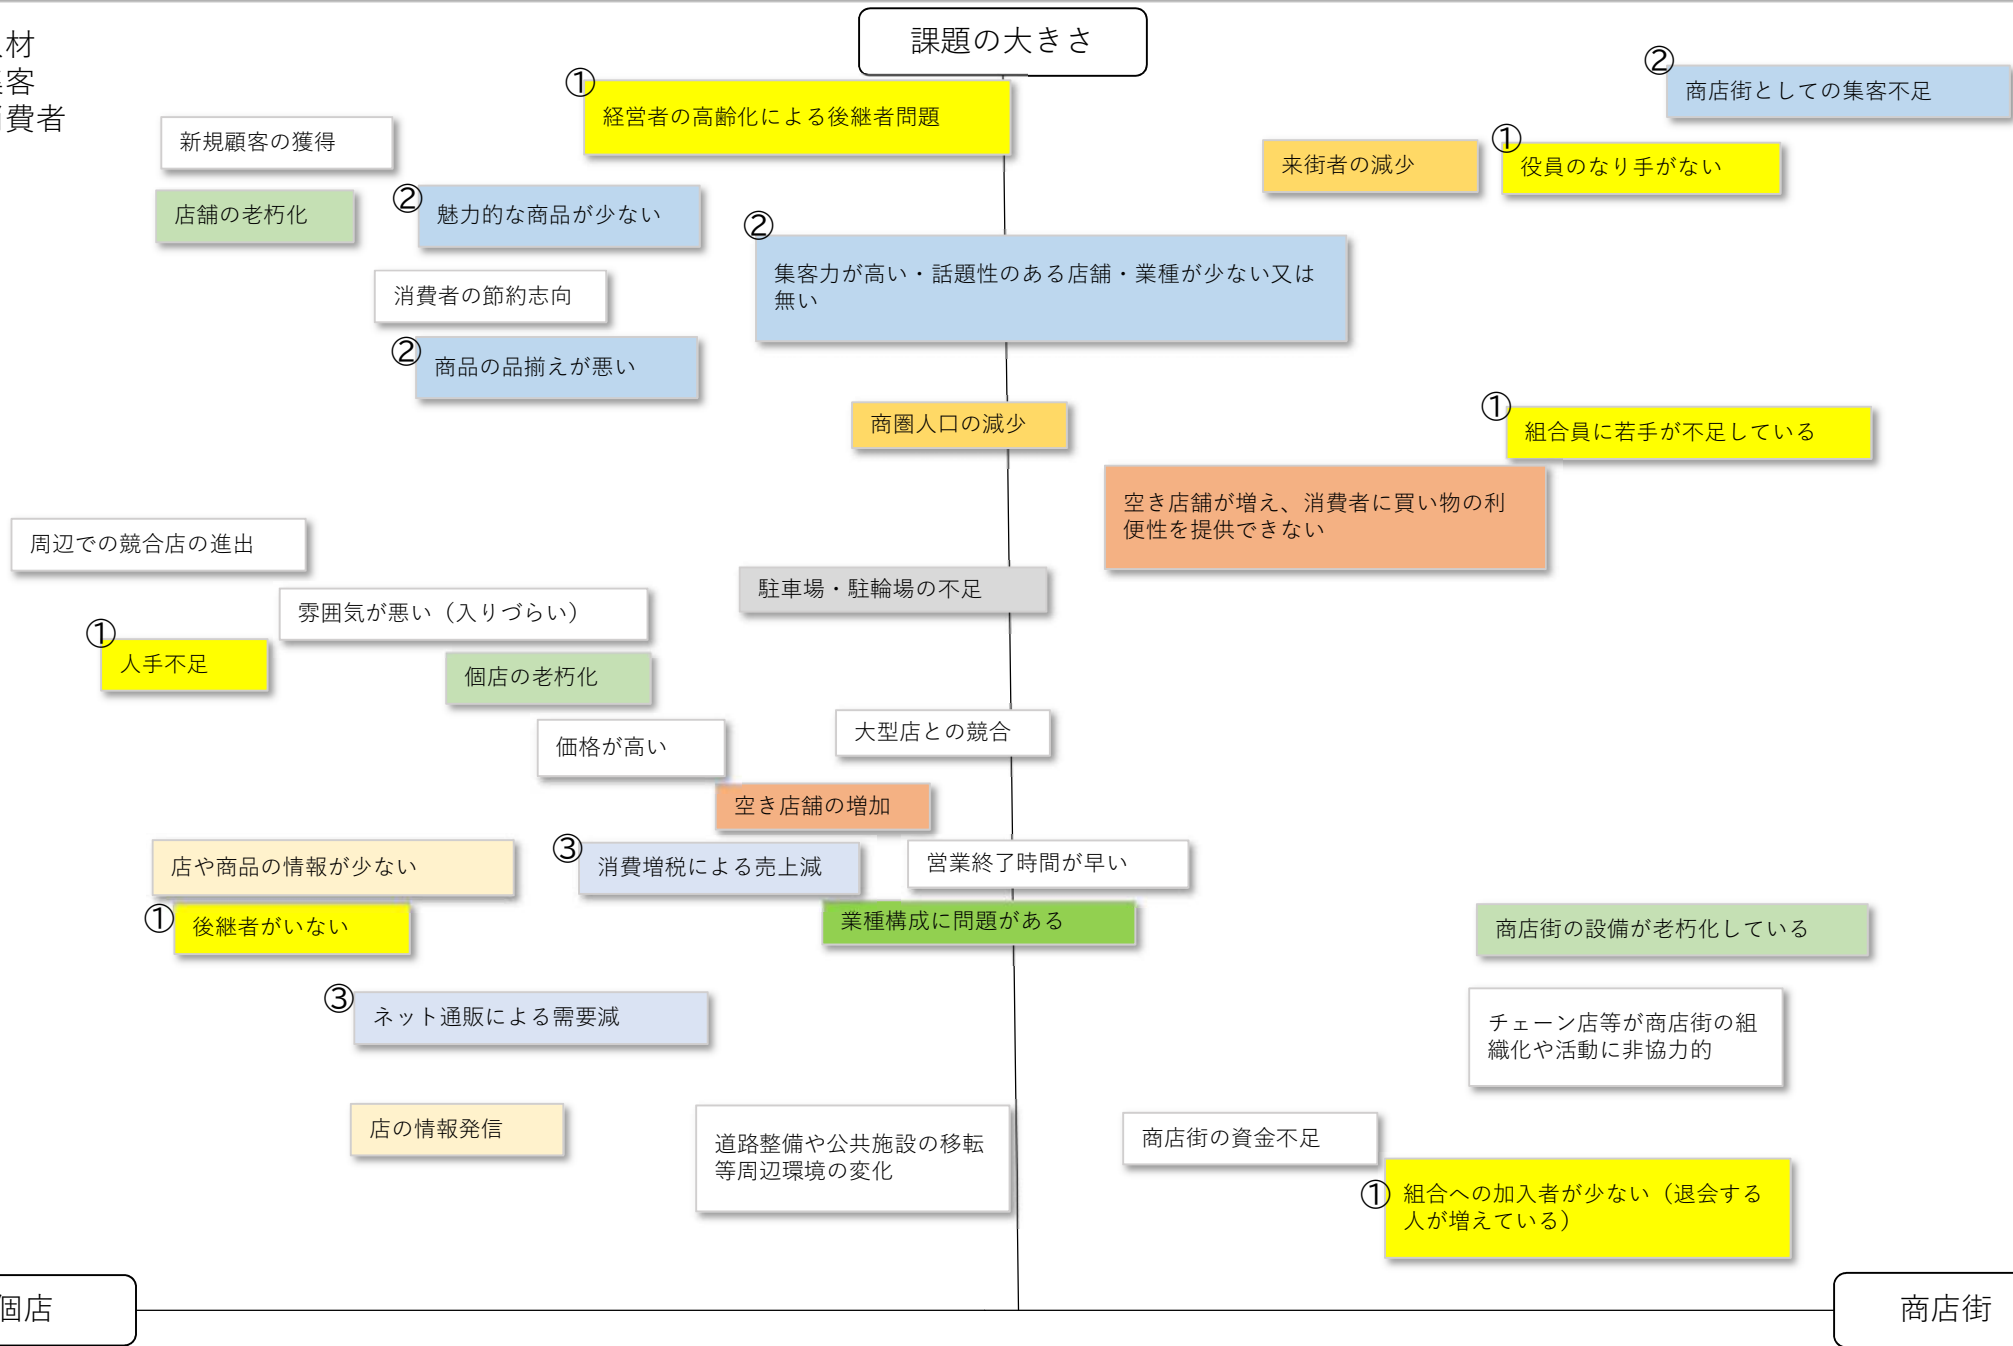 材
客
費者
課題の大きさ
①
経営者の高齢化による後継者問題
②
商店街としての集客不足
新規顧客の獲得
来街者の減少
①
役員のなり手がない
店舗の老朽化
②
魅力的な商品が少ない
②
集客力が高い・話題性のある店舗・業種が少ない又は
無い
消費者の節約志向
②
商品の品揃えが悪い
商圏人口の減少
①
組合員に若手が不足している
空き店舗が増え、消費者に買い物の利
便性を提供できない
周辺での競合店の進出
駐車場・駐輪場の不足
雰囲気が悪い（入りづらい）
①
人手不足
個店の老朽化
大型店との競合
価格が高い
空き店舗の増加
店や商品の情報が少ない
③
消費増税による売上減
営業終了時間が早い
①
後継者がいない
業種構成に問題がある
商店街の設備が老朽化している
③
ネット通販による需要減
チェーン店等が商店街の組
織化や活動に非協力的
店の情報発信
道路整備や公共施設の移転
等周辺環境の変化
商店街の資金不足
①
組合への加入者が少ない（退会する
人が増えている）
個店
商店街